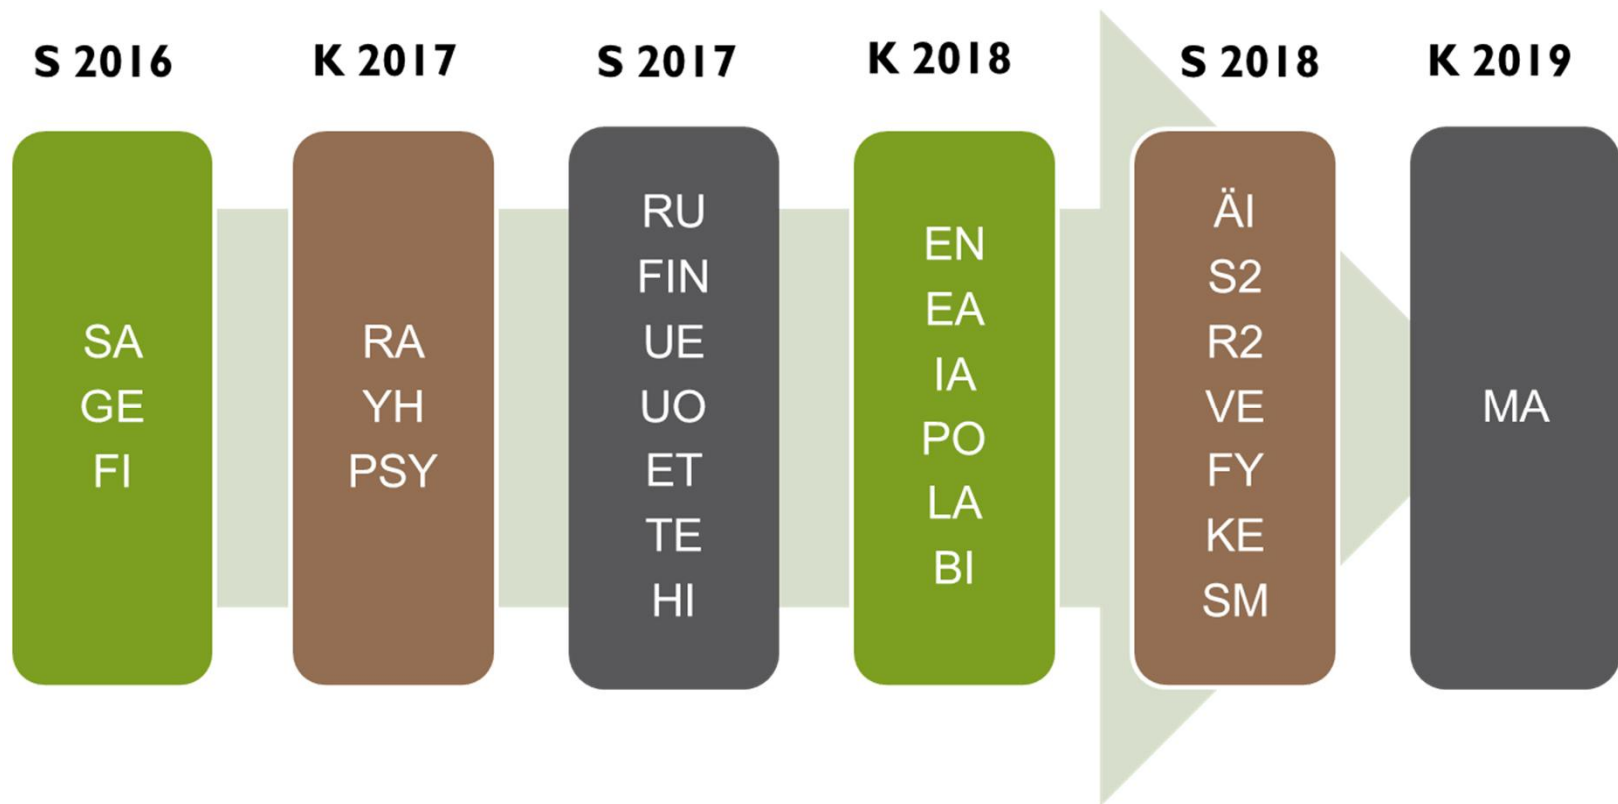 S 2016
K 2017
S 2017
K 2018
S 2018
K 2019
SA
GE
FI
RA
YH
PSY
RU
FIN
UE
UO
ET
TE
HI
EN
EA
IA
PO
LA
BI
ÄI
S2
R2
VE
FY
KE
SM
MA